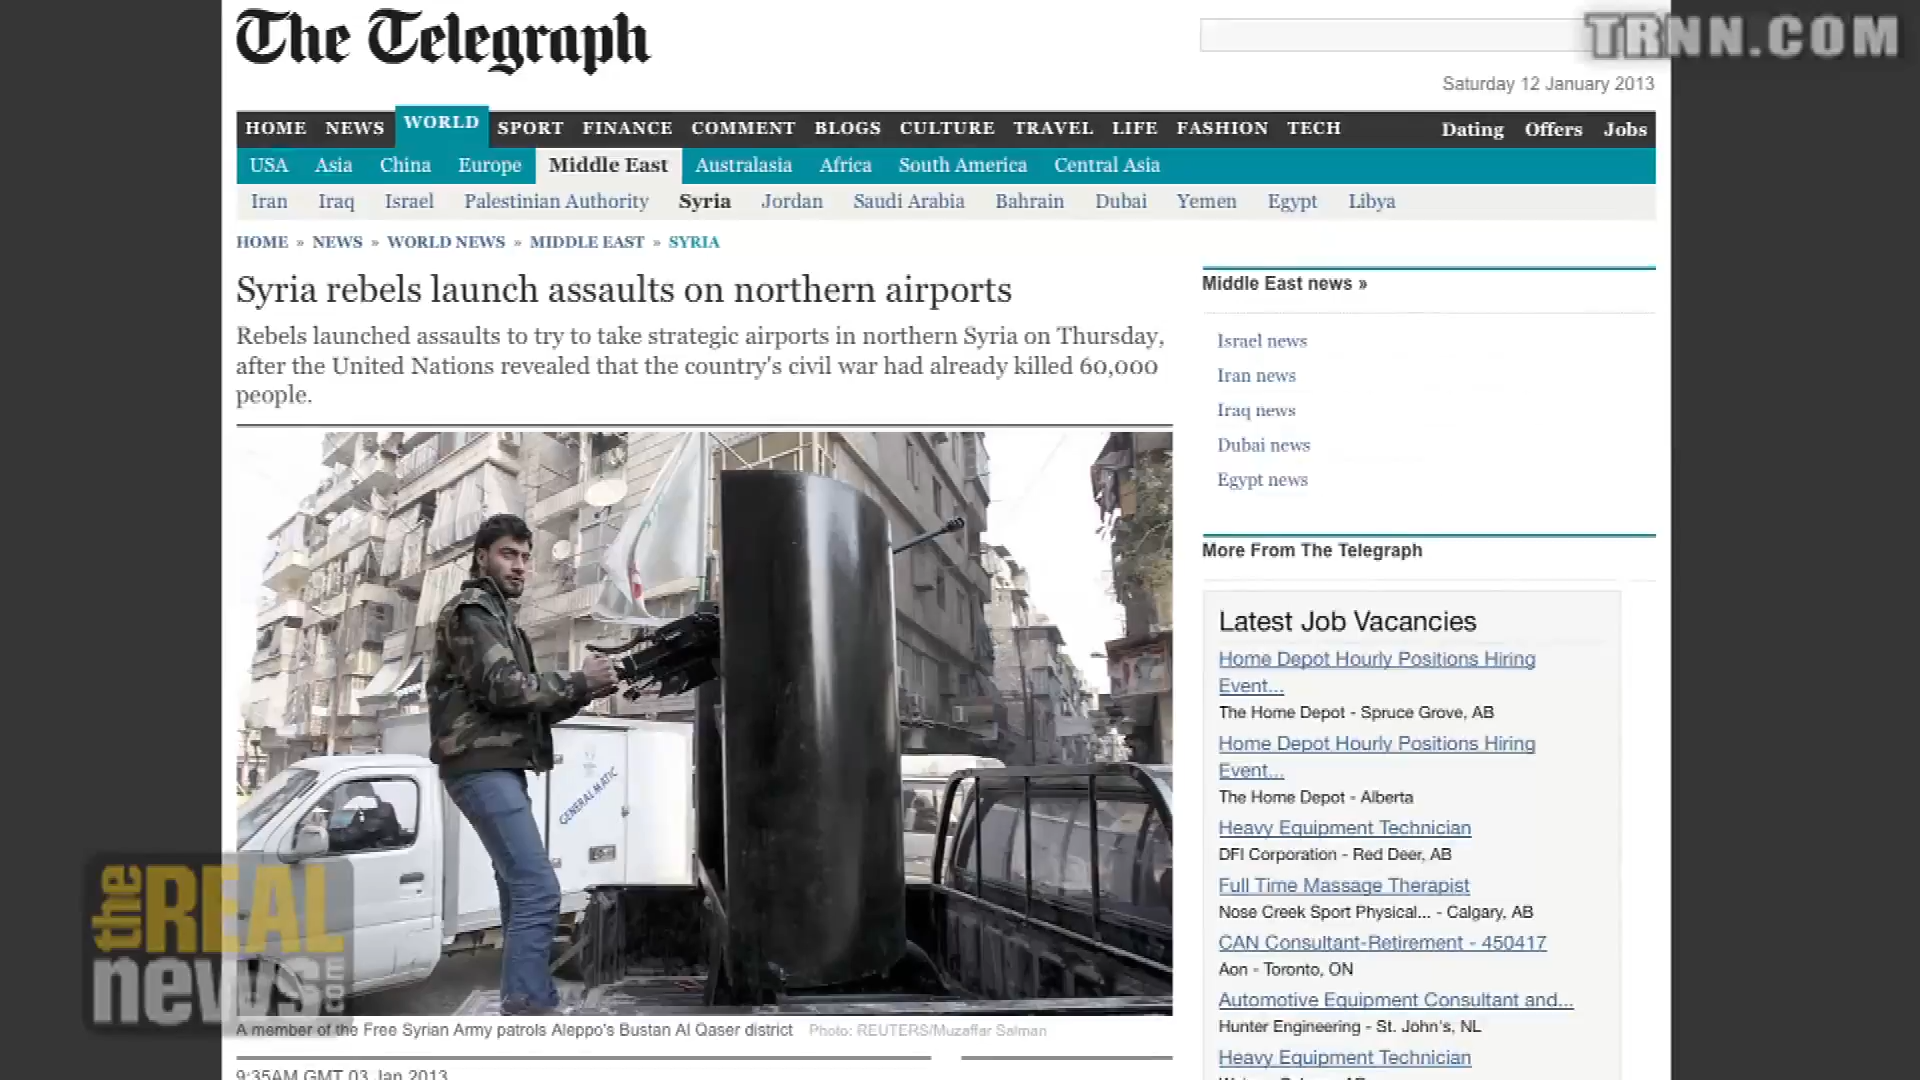 The Telegraph
TRNN.COM
Saturday 12 January 2013
HOME NEWS WORLD SPORT FINANCE COMMENT BLOGS CULTURE TRAVEL LIFE FASHION TECH Dating Offers Jobs
USA Asia China Europe Middle East Australasia Africa South America Central Asia
Iran Iraq Israel Palestinian Authority Syria Jordan Saudi Arabia Bahrain Dubai Yemen Egypt Libya
HOME » NEWS » WORLD NEWS » MIDDLE EAST » SYRIA
Syria rebels launch assaults on northern airports
Rebels launched assaults to try to take strategic airports in northern Syria on Thursday,
after the United Nations revealed that the country's civil war had already killed 60,000
people.
GENERAL MATIC
the REAL
news.com
A member of the Free Syrian Army patrols Aleppo's Bustan Al Qaser district Photo: REUTERS/Muzaffar Salman
9:35AM GMT 03 Jan 2013
Middle East news »
Israel news
Iran news
Iraq news
Dubai news
Egypt news
More From The Telegraph
Latest Job Vacancies
Home Depot Hourly Positions Hiring
Event...
The Home Depot - Spruce Grove, AB
Home Depot Hourly Positions Hiring
Event...
The Home Depot - Alberta
Heavy Equipment Technician
DFI Corporation - Red Deer, AB
Full Time Massage Therapist
Nose Creek Sport Physical... - Calgary, AB
CAN Consultant-Retirement - 450417
Aon - Toronto, ON
Automotive Equipment Consultant and...
Hunter Engineering - St. John's, NL
Heavy Equipment Technician